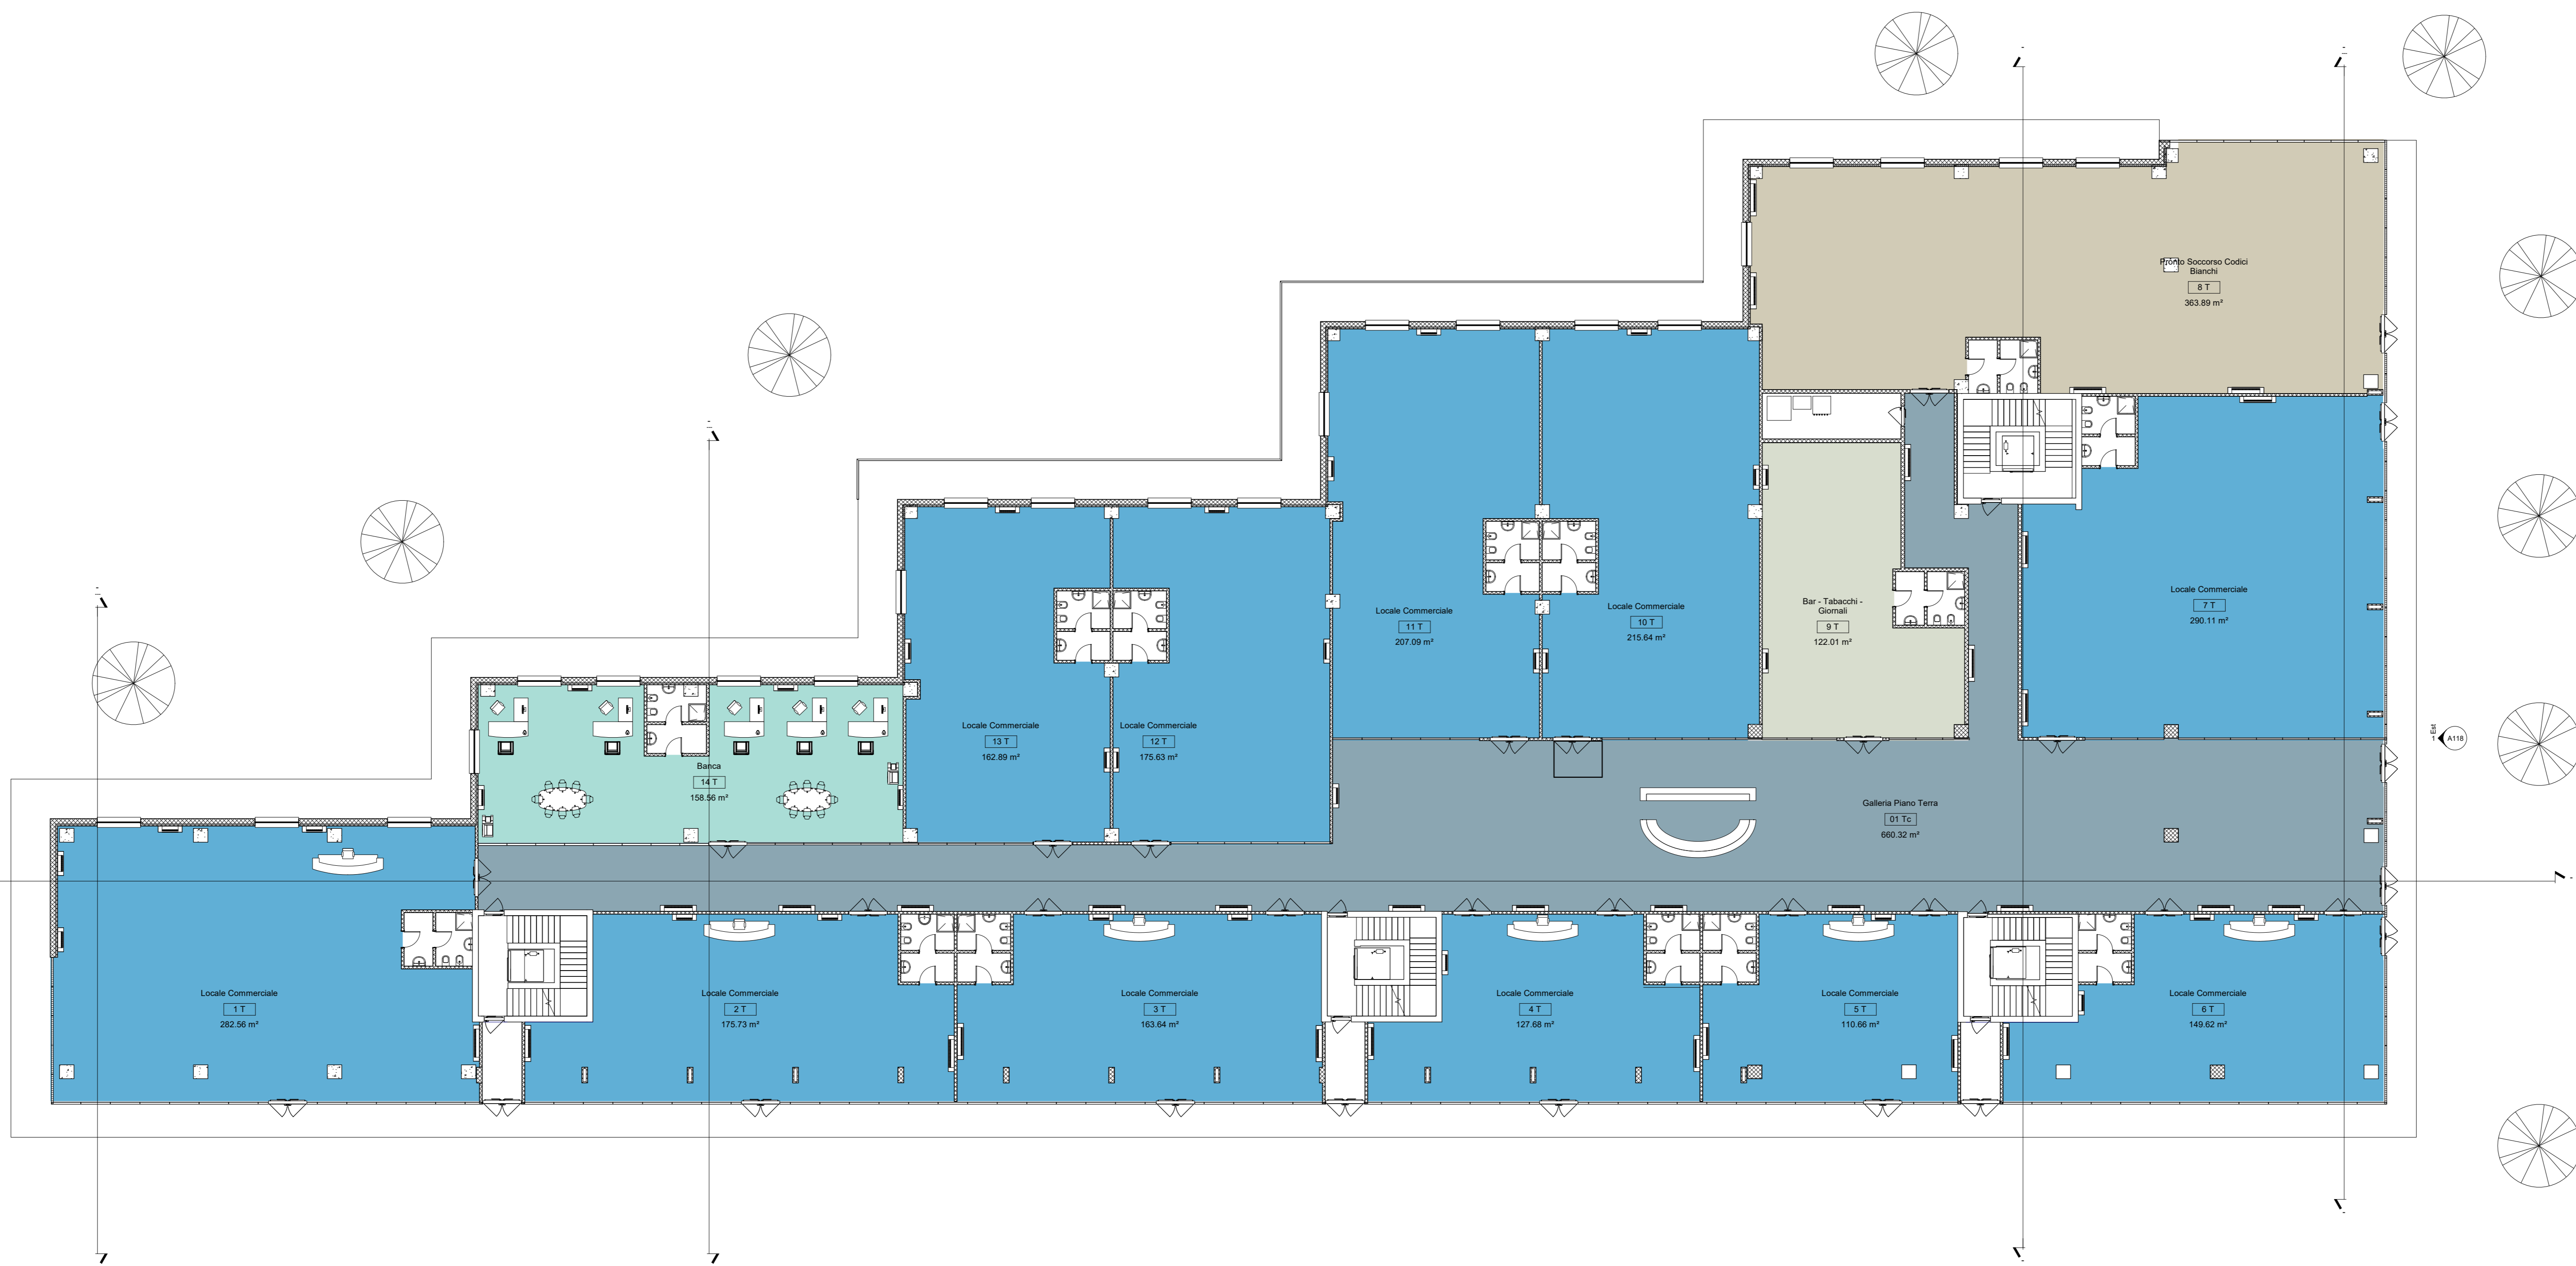 Pronto Soccorso Codici
Bianchi
8 T
363.89 m²
Locale Commerciale
7 T
290.11 m²
Bar - Tabacchi -
Giornali
9 T
122.01 m²
Locale Commerciale
10 T
215.64 m²
Locale Commerciale
11 T
207.09 m²
Locale Commerciale
12 T
175.63 m²
Locale Commerciale
13 T
162.89 m²
Banca
14 T
158.56 m²
Galleria Piano Terra
01 Tc
660.32 m²
Est
1
A118
Locale Commerciale
1 T
282.56 m²
Locale Commerciale
2 T
175.73 m²
Locale Commerciale
3 T
163.64 m²
Locale Commerciale
4 T
127.68 m²
Locale Commerciale
5 T
110.66 m²
Locale Commerciale
6 T
149.62 m²